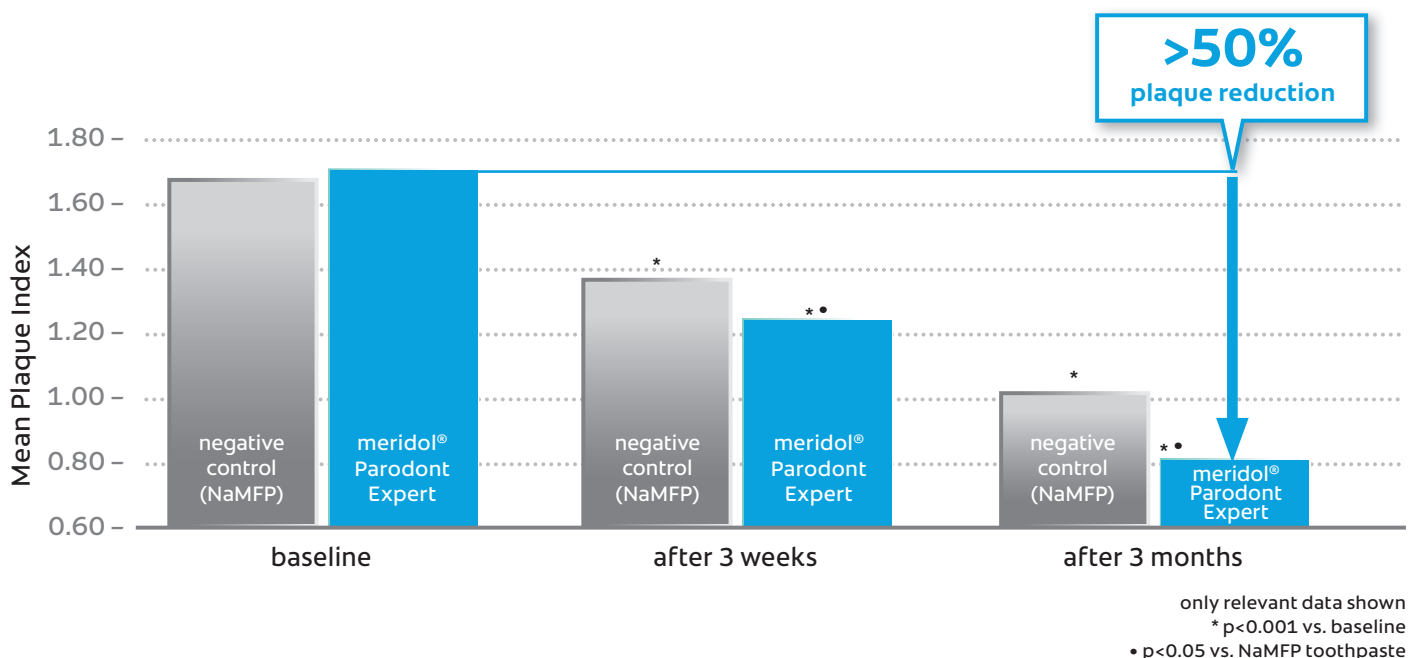 >50%
plaque reduction
Mean Plaque Index
1.80 –
1.60 –
1.40 –
1.20 –
1.00 –
0.80 –
0.60 –
negative
control
(NaMFP)
meridol®
Parodont
Expert
*
negative
control
(NaMFP)
* •
meridol®
Parodont
Expert
*
negative
control
(NaMFP)
* •
meridol®
Parodont
Expert
baseline
after 3 weeks
after 3 months
only relevant data shown
* p<0.001 vs. baseline
• p<0.05 vs. NaMFP toothpaste